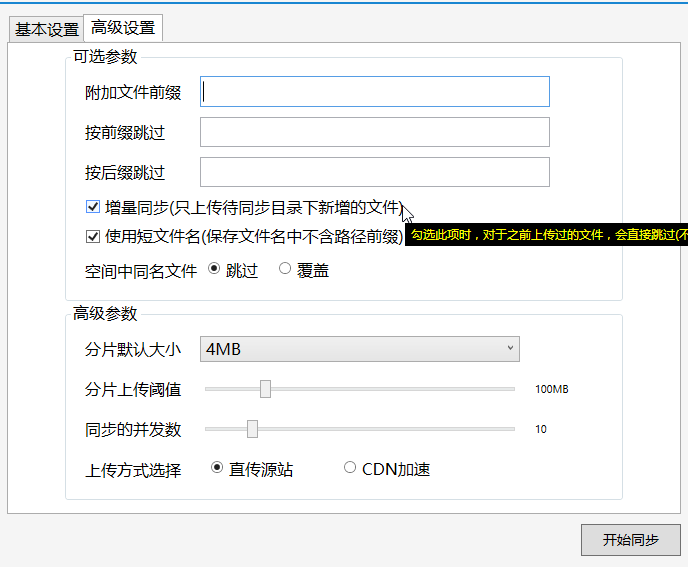 基本设置
高级设置
可选参数
附加文件前缀
按前缀跳过
按后缀跳过
增量同步(只上传待同步目录下新增的文件)
使用短文件名(保存文件名中不含路径前缀)
勾选此项时，对于之前上传过的文件，会直接跳过(不
空间中同名文件 跳过 覆盖
高级参数
分片默认大小 4MB
分片上传阈值 100MB
同步的并发数 10
上传方式选择 直传源站 CDN加速
开始同步